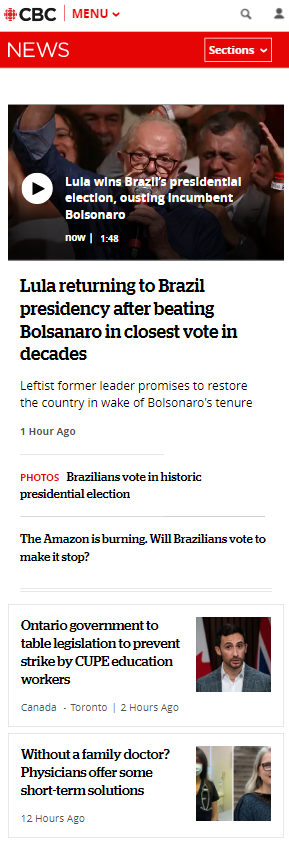 CBC MENU
NEWS Sections
Lula wins Brazil's presidential
election, ousting incumbent
Bolsonaro
now | 1:48
Lula returning to Brazil
presidency after beating
Bolsanaro in closest vote in
decades
Leftist former leader promises to restore
the country in wake of Bolsonaro's tenure
1 Hour Ago
PHOTOS Brazilians vote in historic
presidential election
The Amazon is burning. Will Brazilians vote to
make it stop?
Ontario government to
table legislation to prevent
strike by CUPE education
workers
Canada - Toronto | 2 Hours Ago
Without a family doctor?
Physicians offer some
short-term solutions
12 Hours Ago